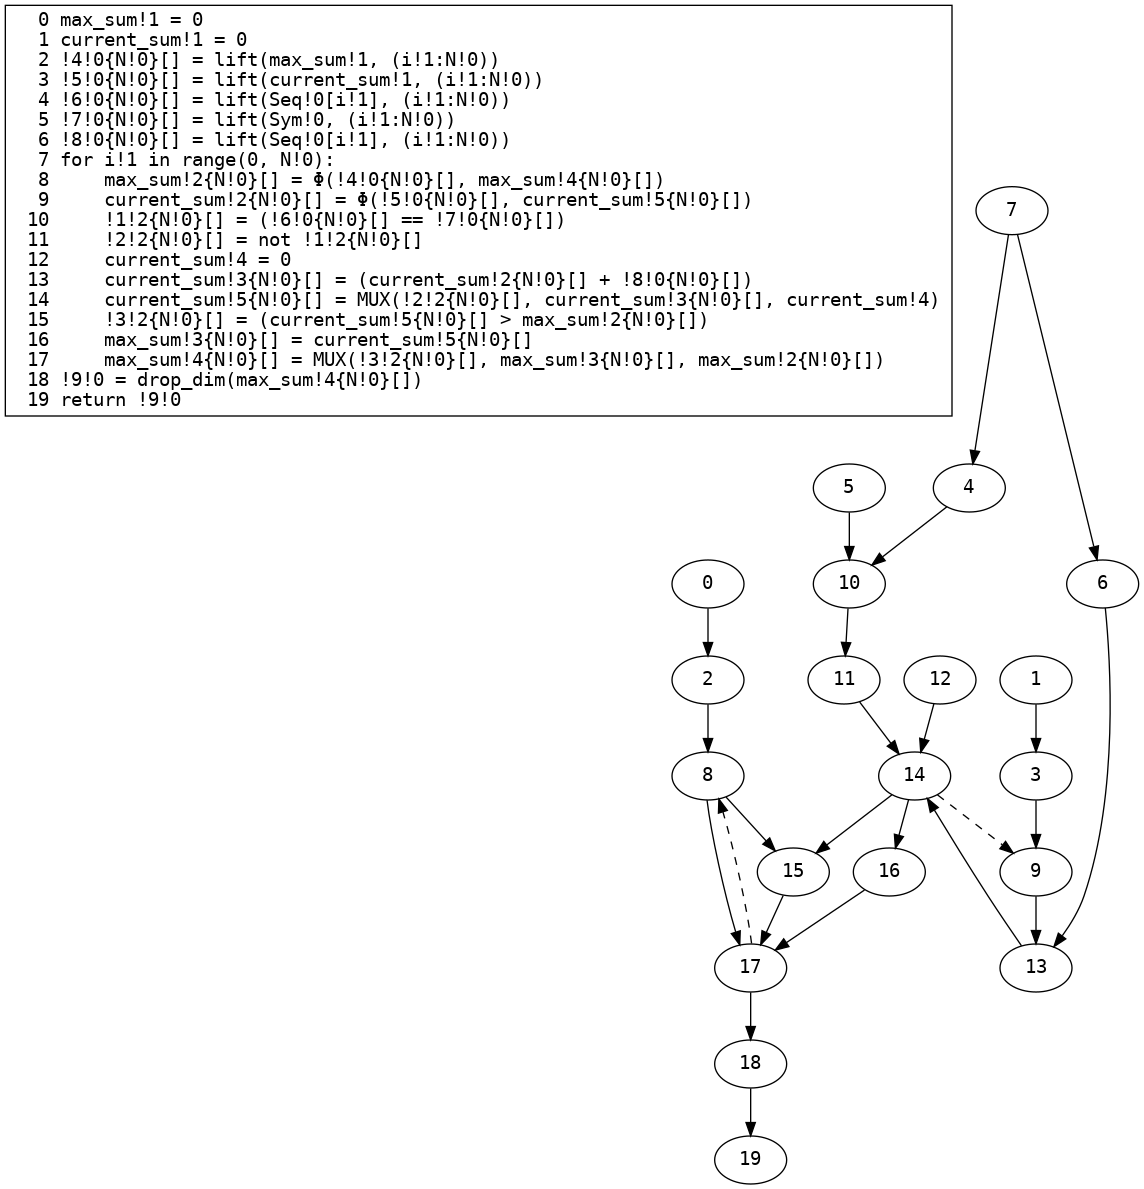 0 max_sum!1 = 0
1 current_sum!1 = 0
2 !4!0{N!0}[] = lift(max_sum!1, (i!1:N!0))
3 !5!0{N!0}[] = lift(current_sum!1, (i!1:N!0))
4 !6!0{N!0}[] = lift(Seq!0[i!1], (i!1:N!0))
5 !7!0{N!0}[] = lift(Sym!0, (i!1:N!0))
6 !8!0{N!0}[] = lift(Seq!0[i!1], (i!1:N!0))
7 for i!1 in range(0, N!0):
8     max_sum!2{N!0}[] = Φ(!4!0{N!0}[], max_sum!4{N!0}[])
9     current_sum!2{N!0}[] = Φ(!5!0{N!0}[], current_sum!5{N!0}[])
10     !1!2{N!0}[] = (!6!0{N!0}[] == !7!0{N!0}[])
11     !2!2{N!0}[] = not !1!2{N!0}[]
12     current_sum!4 = 0
13     current_sum!3{N!0}[] = (current_sum!2{N!0}[] + !8!0{N!0}[])
14     current_sum!5{N!0}[] = MUX(!2!2{N!0}[], current_sum!3{N!0}[], current_sum!4)
15     !3!2{N!0}[] = (current_sum!5{N!0}[] > max_sum!2{N!0}[])
16     max_sum!3{N!0}[] = current_sum!5{N!0}[]
17     max_sum!4{N!0}[] = MUX(!3!2{N!0}[], max_sum!3{N!0}[], max_sum!2{N!0}[])
18 !9!0 = drop_dim(max_sum!4{N!0}[])
19 return !9!0
7
5
4
0
10
6
2
11
12
1
8
14
3
15
16
9
17
13
18
19